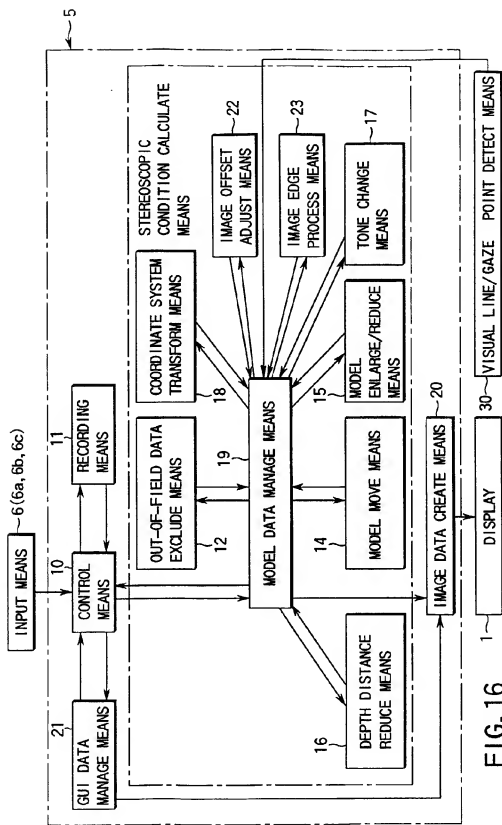 5
INPUT MEANS
6 (6a, 6b, 6c)
21
GUI DATA
MANAGE MEANS
10
CONTROL
MEANS
11
RECORDING
MEANS
STEREOSCOPIC
CONDITION CALCULATE
MEANS
OUT-OF-FIELD DATA
EXCLUDE MEANS
12
COORDINATE SYSTEM
TRANSFORM MEANS
18
22
IMAGE OFFSET
ADJUST MEANS
23
IMAGE EDGE
PROCESS MEANS
17
TONE CHANGE
MEANS
19
MODEL DATA MANAGE MEANS
DEPTH DISTANCE
REDUCE MEANS
16
MODEL MOVE MEANS
14
MODEL
ENLARGE/REDUCE
MEANS
15
IMAGE DATA CREATE MEANS
20
DISPLAY
1
VISUAL LINE/GAZE POINT DETECT MEANS
30
FIG. 16